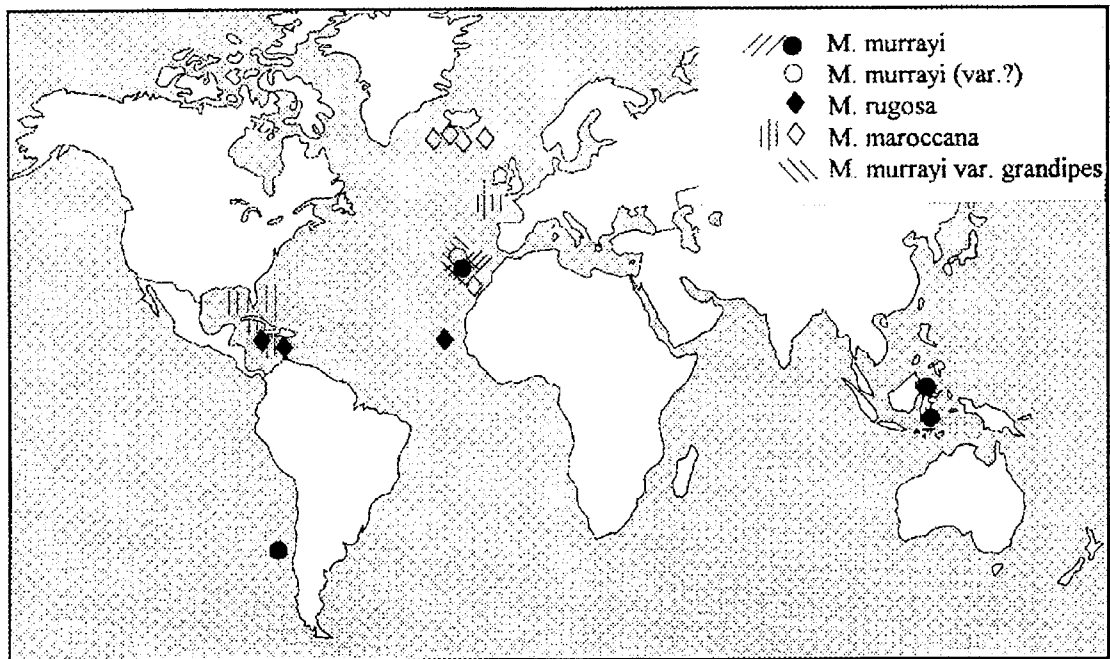 M. murrayi
M. murrayi (var.?)
M. rugosa
M. maroccana
M. murrayi var. grandipes